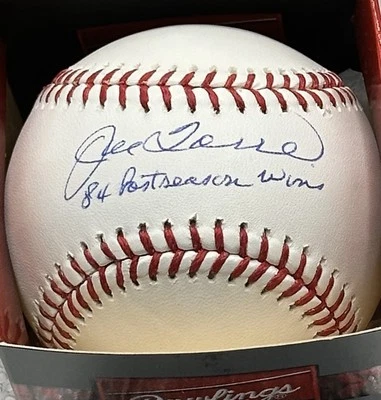 Joe Torre
84 Postseason Wins
Rawlings